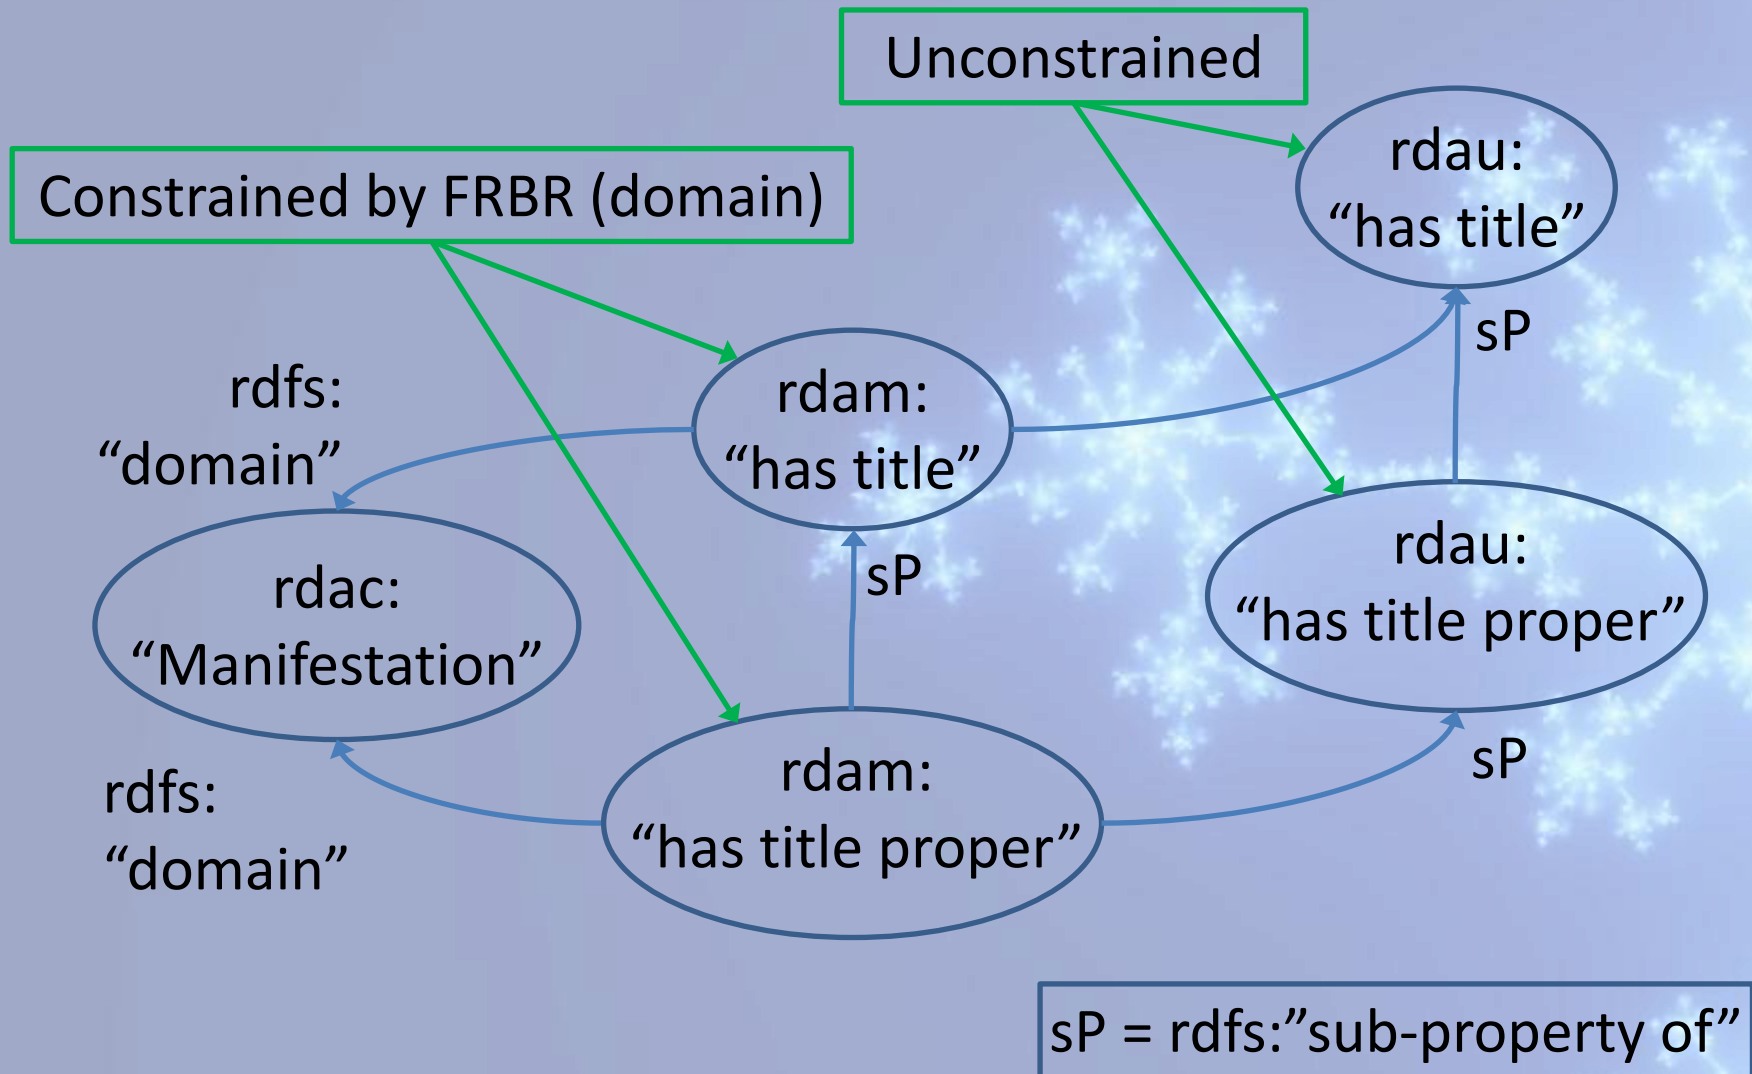 Unconstrained
rdau:
“has title”
Constrained by FRBR (domain)
sP
rdfs:
“domain”
rdam:
“has title”
rdau:
“has title proper”
rdac:
“Manifestation”
sP
rdam:
“has title proper”
sP
rdfs:
“domain”
sP = rdfs:”sub-property of”